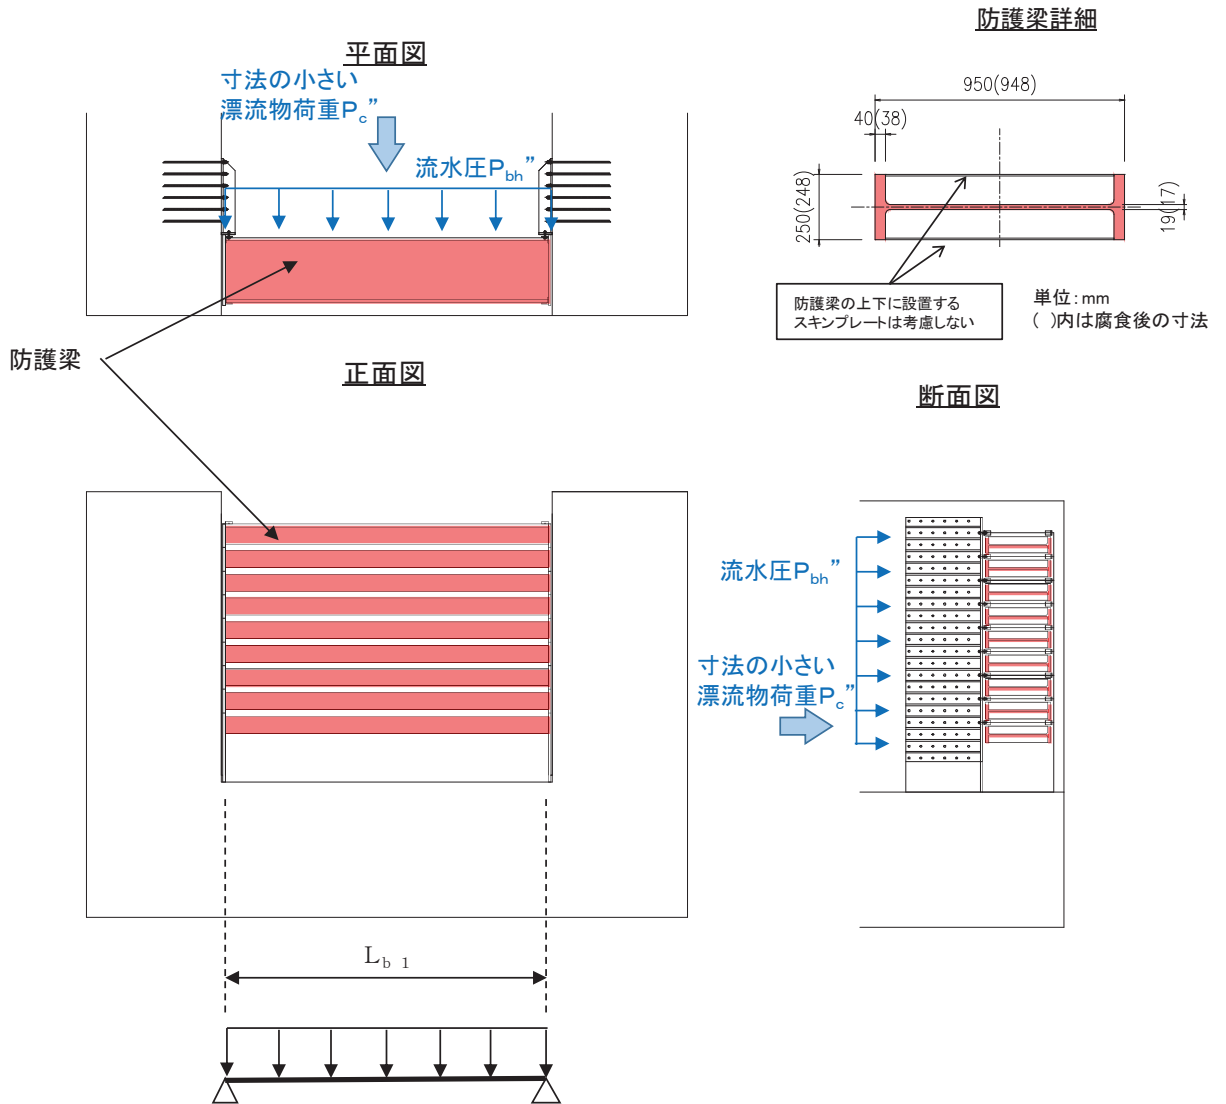 防護梁詳細
平面図
寸法の小さい
漂流物荷重Pc”
流水圧Pbh”
950(948)
40(38)
250(248)
19(17)
防護梁の上下に設置する
スキンプレートは考慮しない
単位:mm
( )内は腐食後の寸法
防護梁
正面図
断面図
流水圧Pbh”
寸法の小さい
漂流物荷重Pc”
Lb1